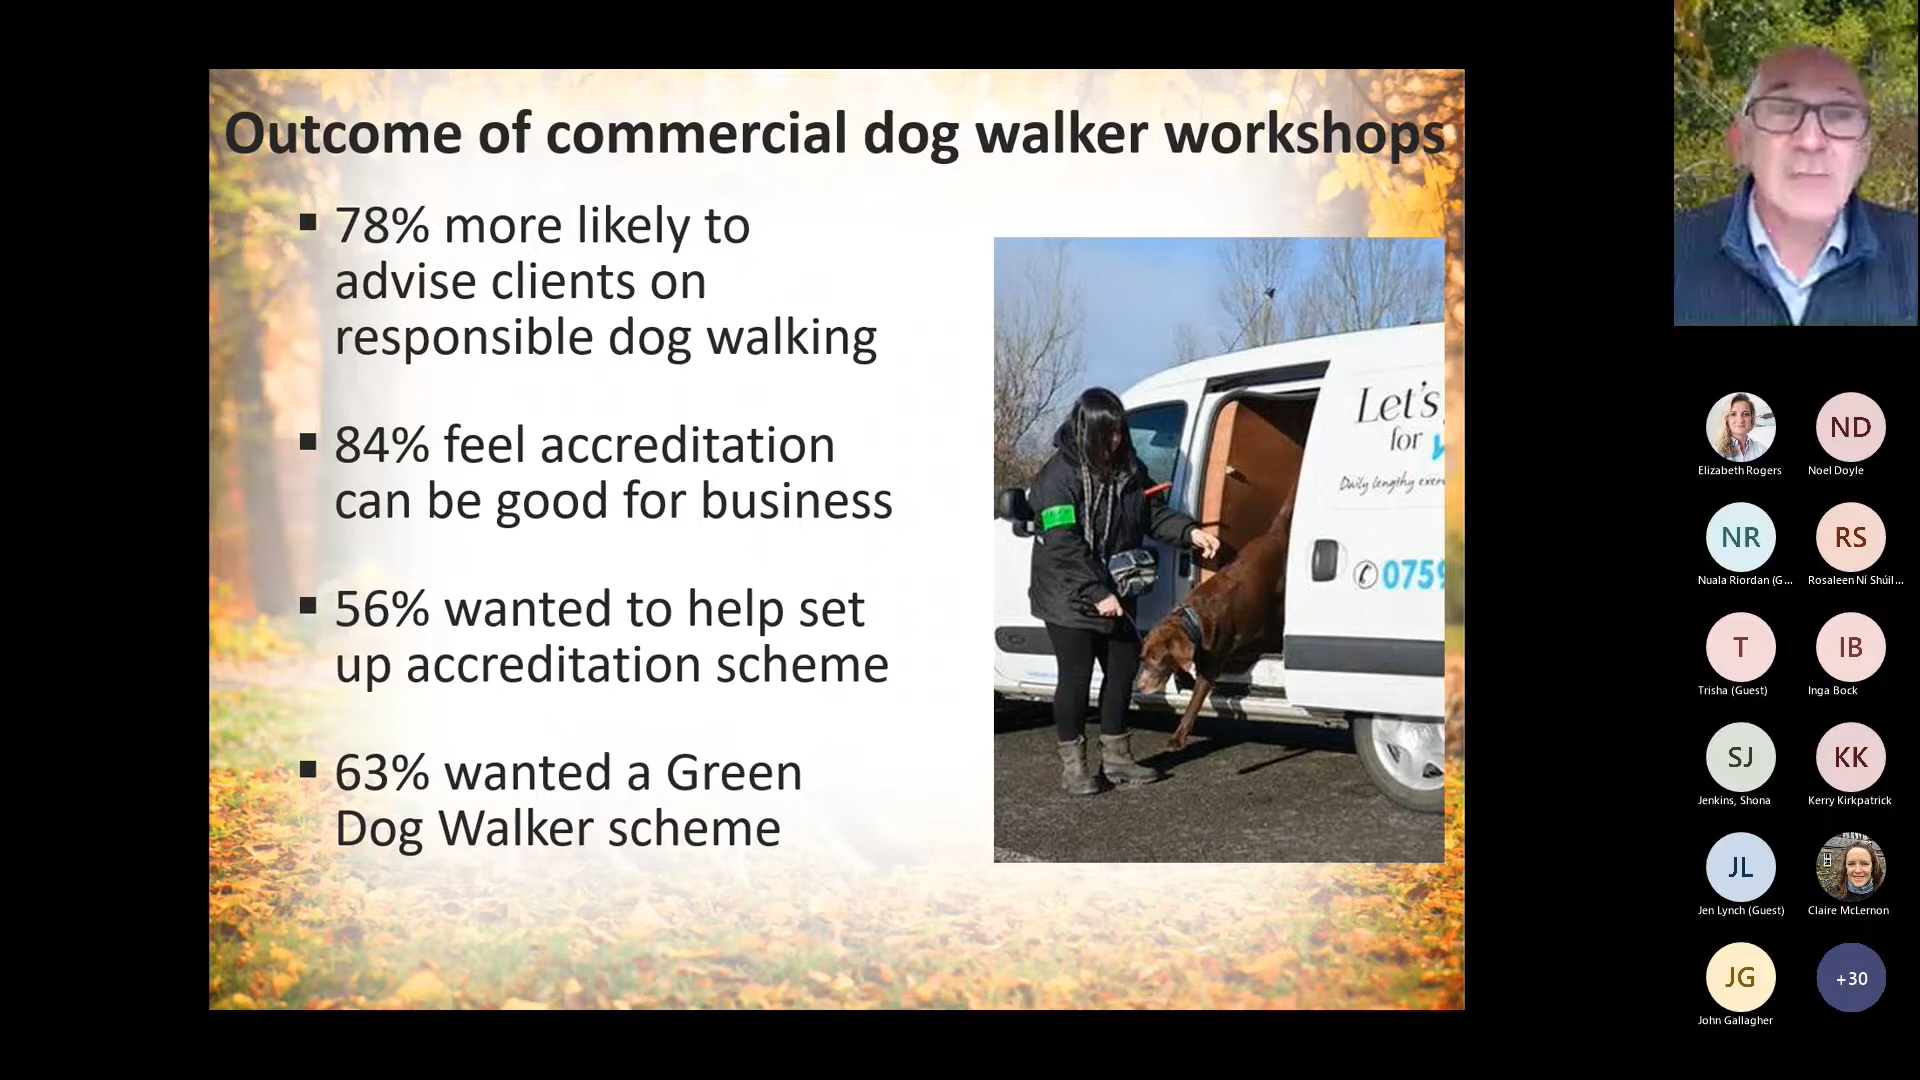 Outcome of commercial dog walker workshops
▪ 78% more likely to
advise clients on
responsible dog walking
▪ 84% feel accreditation
can be good for business
▪ 56% wanted to help set
up accreditation scheme
▪ 63% wanted a Green
Dog Walker scheme
Let's
for
Daily lengthy
0759
Elizabeth Rogers
ND
Noel Doyle
NR
Nuala Riordan (G...
RS
Rosaleen Ní Shúil...
T
Trisha (Guest)
IB
Inga Bock
SJ
Jenkins, Shona
KK
Kerry Kirkpatrick
JL
Jen Lynch (Guest)
Claire McLernon
JG
John Gallagher
+30